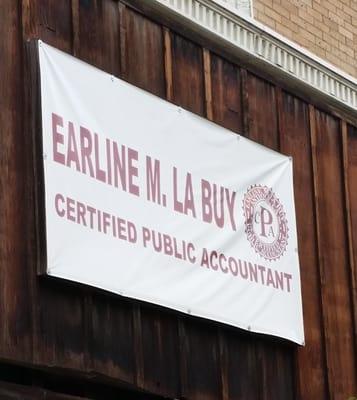 EARLINE M. LA BUY
CERTIFIED PUBLIC ACCOUNTANT
CPA